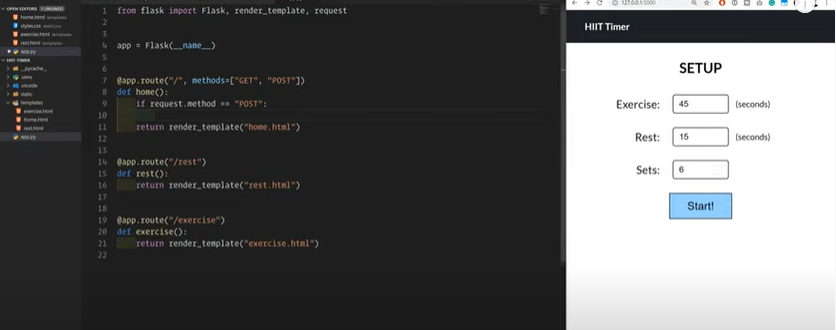 OPEN EDITORS 1 UNSAVED
home.html templates
styles.css static/css
exercise.html templates
rest.html templates
app.py
HIIT-TIMER
__pycache__
.venv
.vscode
static
templates
exercise.html
home.html
rest.html
app.py
1 from flask import Flask, render_template, request
2
3
4 app = Flask(__name__)
5
6
7 @app.route("/", methods=["GET", "POST"])
8 def home():
9 if request.method == "POST":
10
11 return render_template("home.html")
12
13
14 @app.route("/rest")
15 def rest():
16 return render_template("rest.html")
17
18
19 @app.route("/exercise")
20 def exercise():
21 return render_template("exercise.html")
22
127.0.0.1:5000
HIIT Timer
SETUP
Exercise: 45 (seconds)
Rest: 15 (seconds)
Sets: 6
Start!